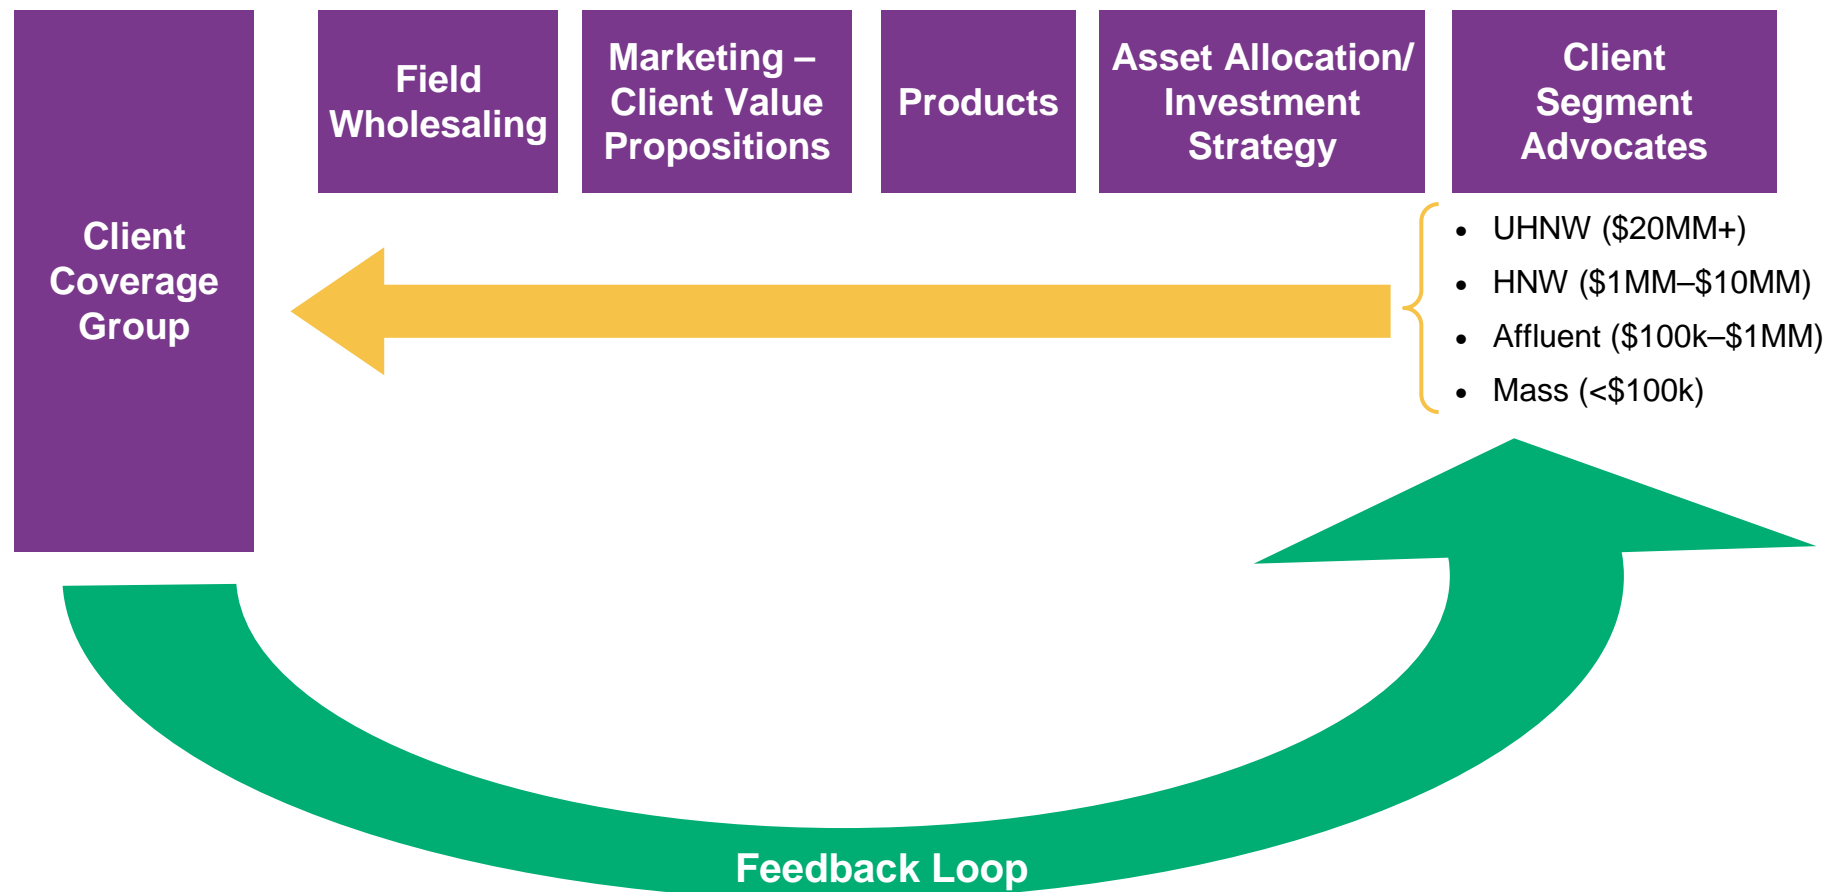 Client
Coverage
Group
Field
Wholesaling
Marketing –
Client Value
Propositions
Products
Asset Allocation/
Investment
Strategy
Client
Segment
Advocates
• UHNW ($20MM+)
• HNW ($1MM–$10MM)
• Affluent ($100k–$1MM)
• Mass (<$100k)
Feedback Loop